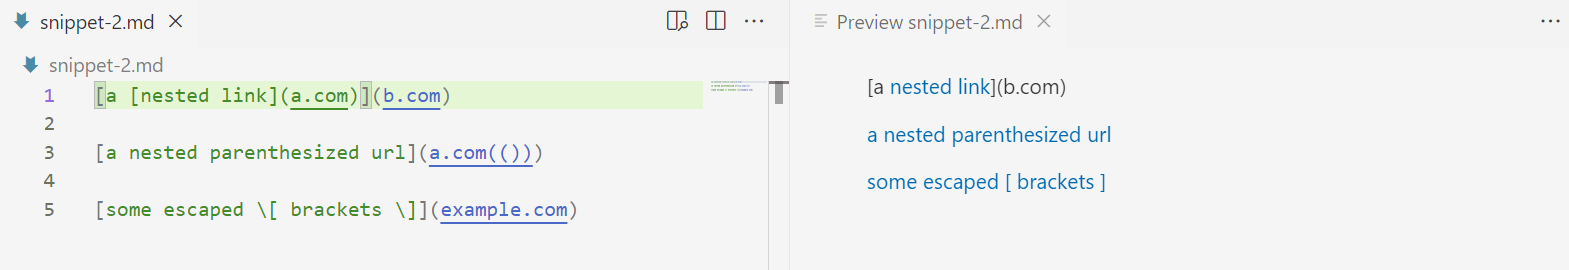 snippet-2.md
Preview snippet-2.md
snippet-2.md
1 [a [nested link](a.com)](b.com)
2
3 [a nested parenthesized url](a.com(()))
4
5 [some escaped \[ brackets \]](example.com)
[a nested link](b.com)
a nested parenthesized url
some escaped [ brackets ]